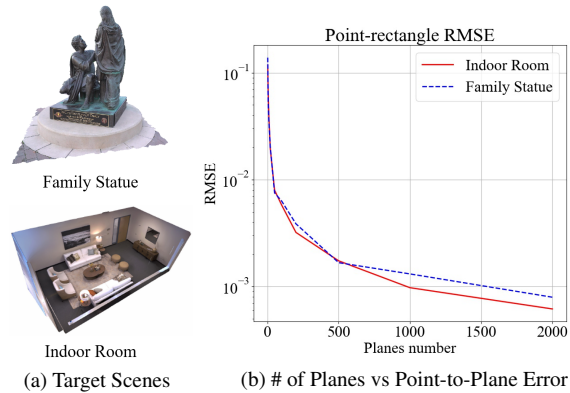 Family Statue
Indoor Room
(a) Target Scenes
Point-rectangle RMSE
Indoor Room
Family Statue
RMSE
10⁻¹
10⁻²
10⁻³
0 500 1000 1500 2000
Planes number
(b) # of Planes vs Point-to-Plane Error